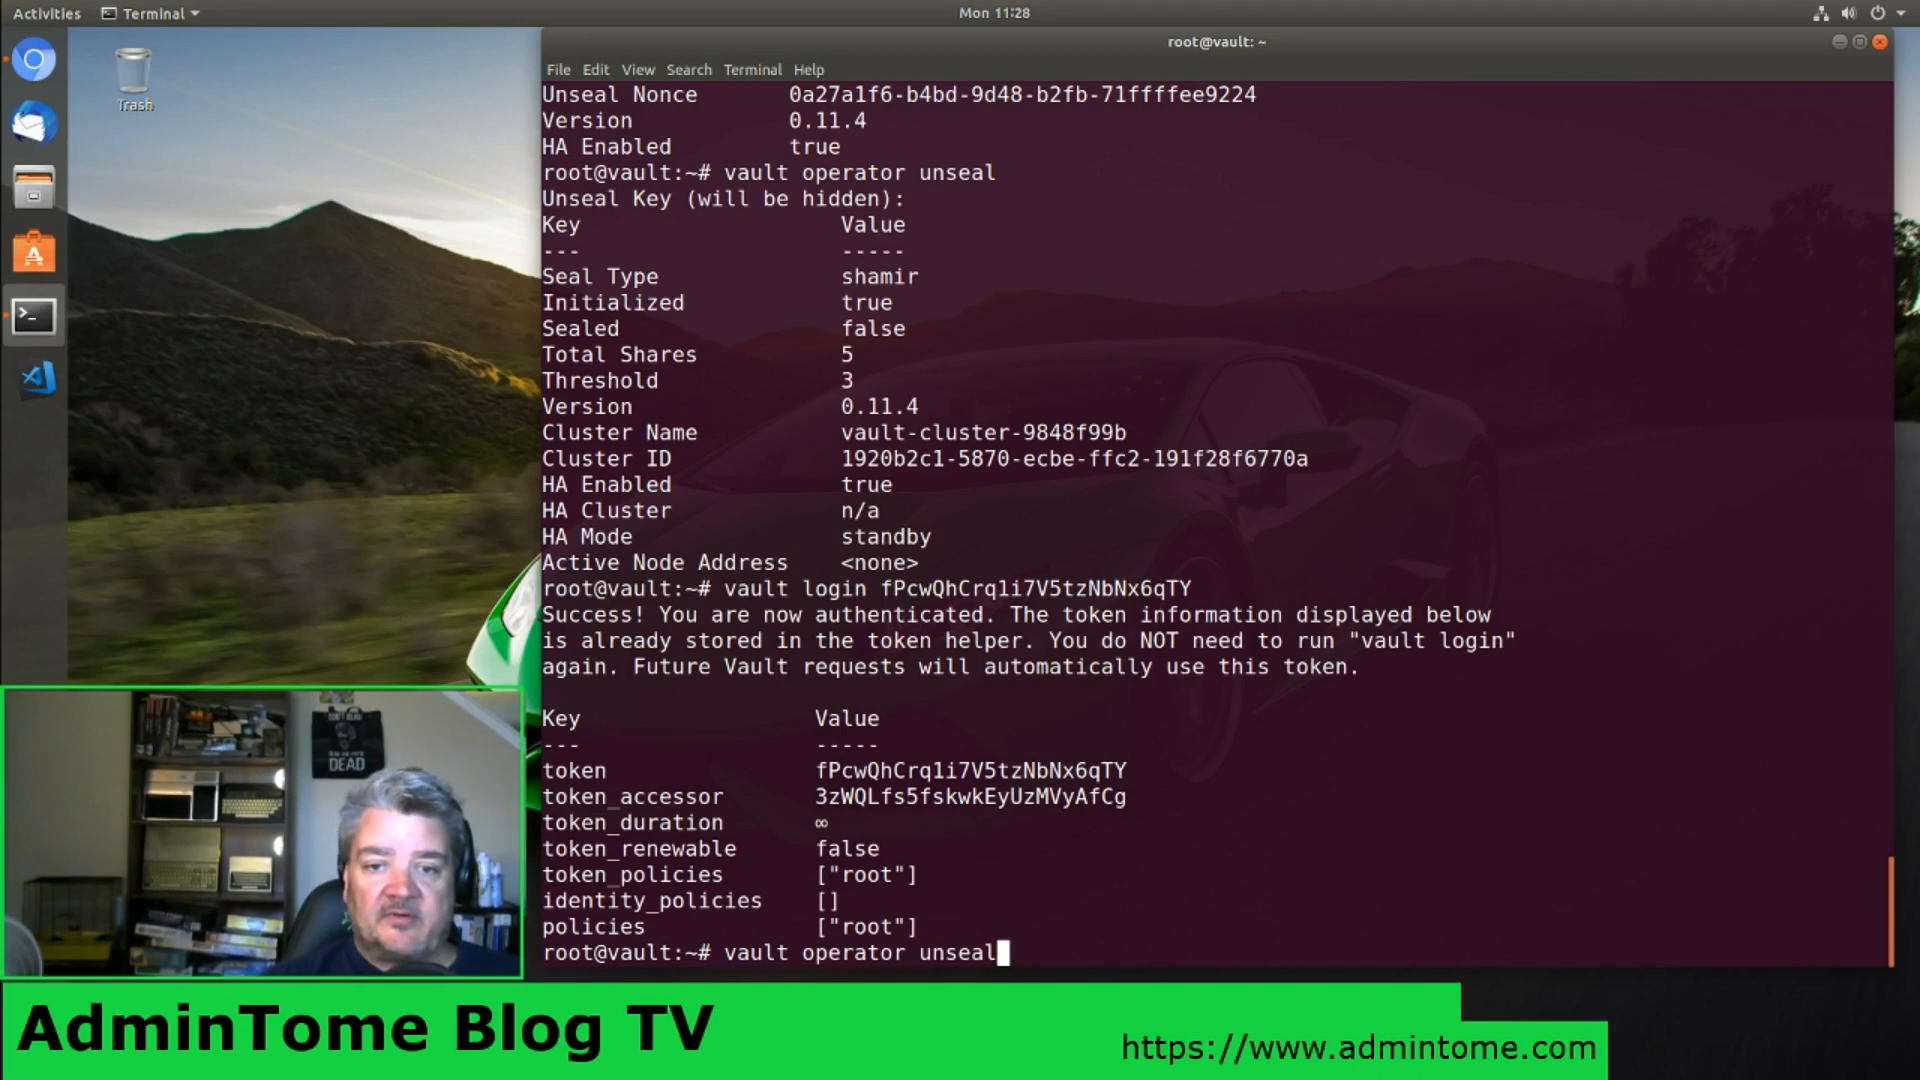 Activities Terminal Mon 11:28
Trash
root@vault: ~
File Edit View Search Terminal Help
Unseal Nonce 0a27a1f6-b4bd-9d48-b2fb-71ffffee9224
Version 0.11.4
HA Enabled true
root@vault:~# vault operator unseal
Unseal Key (will be hidden):
Key Value
--- -----
Seal Type shamir
Initialized true
Sealed false
Total Shares 5
Threshold 3
Version 0.11.4
Cluster Name vault-cluster-9848f99b
Cluster ID 1920b2c1-5870-ecbe-ffc2-191f28f6770a
HA Enabled true
HA Cluster n/a
HA Mode standby
Active Node Address <none>
root@vault:~# vault login fPcwQhCrq1i7V5tzNbNx6qTY
Success! You are now authenticated. The token information displayed below
is already stored in the token helper. You do NOT need to run "vault login"
again. Future Vault requests will automatically use this token.
Key Value
--- -----
token fPcwQhCrq1i7V5tzNbNx6qTY
token_accessor 3zWQLfs5fskwkEyUzMVyAfCg
token_duration ∞
token_renewable false
token_policies ["root"]
identity_policies []
policies ["root"]
root@vault:~# vault operator unseal
DEAD
AdminTome Blog TV
https://www.admintome.com